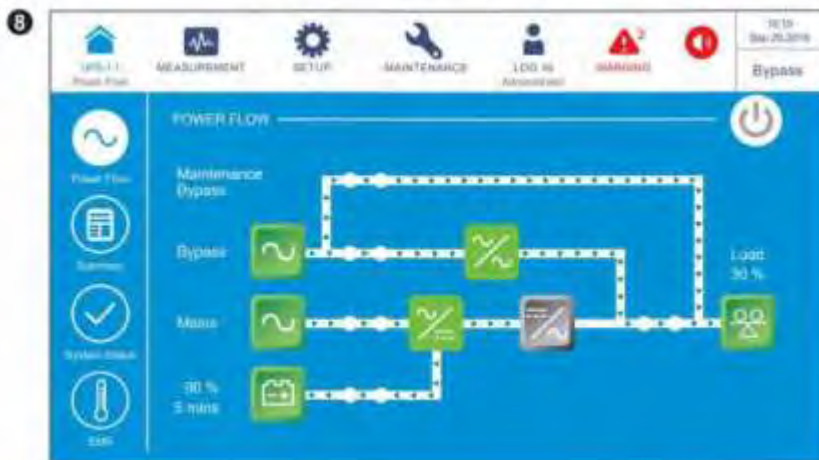 8
UPS-1-1
Power Flow
MEASUREMENT
SETUP
MAINTENANCE
LOG IN
Administrator
2
WARNING
Bypass
POWER FLOW
Power Flow
Maintenance
Bypass
Summary
Bypass
Load
30 %
Mains
System Status
90 %
5 mins